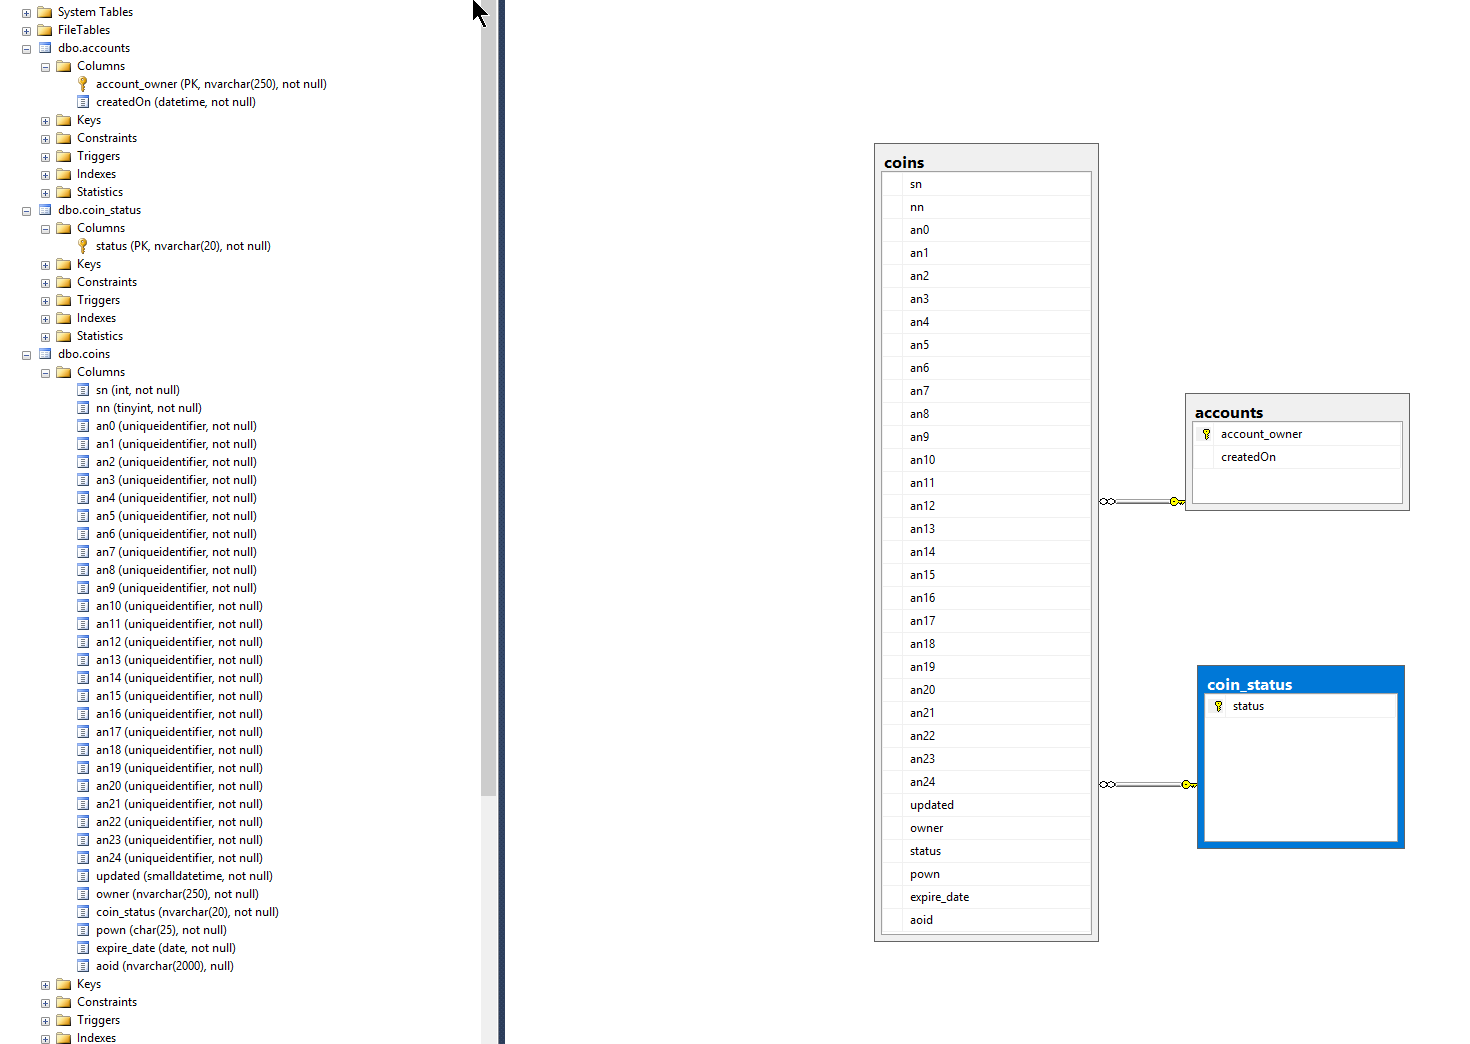 System Tables
FileTables
dbo.accounts
Columns
account_owner (PK, nvarchar(250), not null)
createdOn (datetime, not null)
Keys
Constraints
Triggers
Indexes
Statistics
dbo.coin_status
Columns
status (PK, nvarchar(20), not null)
Keys
Constraints
Triggers
Indexes
Statistics
dbo.coins
Columns
sn (int, not null)
nn (tinyint, not null)
an0 (uniqueidentifier, not null)
an1 (uniqueidentifier, not null)
an2 (uniqueidentifier, not null)
an3 (uniqueidentifier, not null)
an4 (uniqueidentifier, not null)
an5 (uniqueidentifier, not null)
an6 (uniqueidentifier, not null)
an7 (uniqueidentifier, not null)
an8 (uniqueidentifier, not null)
an9 (uniqueidentifier, not null)
an10 (uniqueidentifier, not null)
an11 (uniqueidentifier, not null)
an12 (uniqueidentifier, not null)
an13 (uniqueidentifier, not null)
an14 (uniqueidentifier, not null)
an15 (uniqueidentifier, not null)
an16 (uniqueidentifier, not null)
an17 (uniqueidentifier, not null)
an18 (uniqueidentifier, not null)
an19 (uniqueidentifier, not null)
an20 (uniqueidentifier, not null)
an21 (uniqueidentifier, not null)
an22 (uniqueidentifier, not null)
an23 (uniqueidentifier, not null)
an24 (uniqueidentifier, not null)
updated (smalldatetime, not null)
owner (nvarchar(250), not null)
coin_status (nvarchar(20), not null)
pown (char(25), not null)
expire_date (date, not null)
aoid (nvarchar(2000), null)
Keys
Constraints
Triggers
Indexes
coins
sn
nn
an0
an1
an2
an3
an4
an5
an6
an7
an8
an9
an10
an11
an12
an13
an14
an15
an16
an17
an18
an19
an20
an21
an22
an23
an24
updated
owner
status
pown
expire_date
aoid
accounts
account_owner
createdOn
coin_status
status